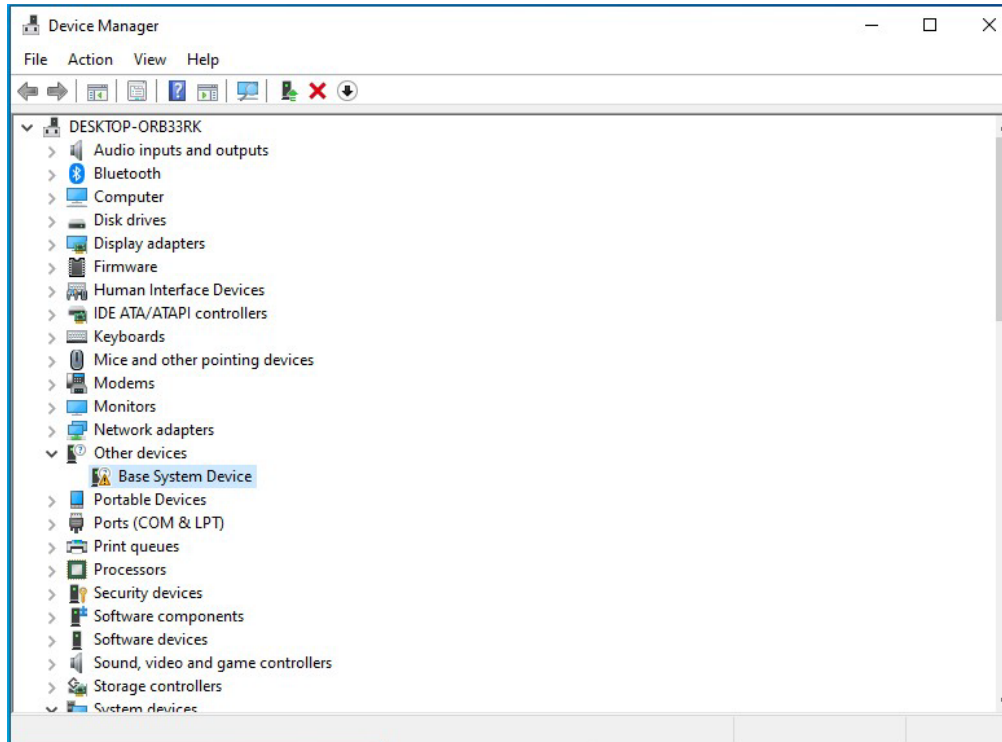 Device Manager
File Action View Help
DESKTOP-ORB33RK
Audio inputs and outputs
Bluetooth
Computer
Disk drives
Display adapters
Firmware
Human Interface Devices
IDE ATA/ATAPI controllers
Keyboards
Mice and other pointing devices
Modems
Monitors
Network adapters
Other devices
Base System Device
Portable Devices
Ports (COM & LPT)
Print queues
Processors
Security devices
Software components
Software devices
Sound, video and game controllers
Storage controllers
System devices